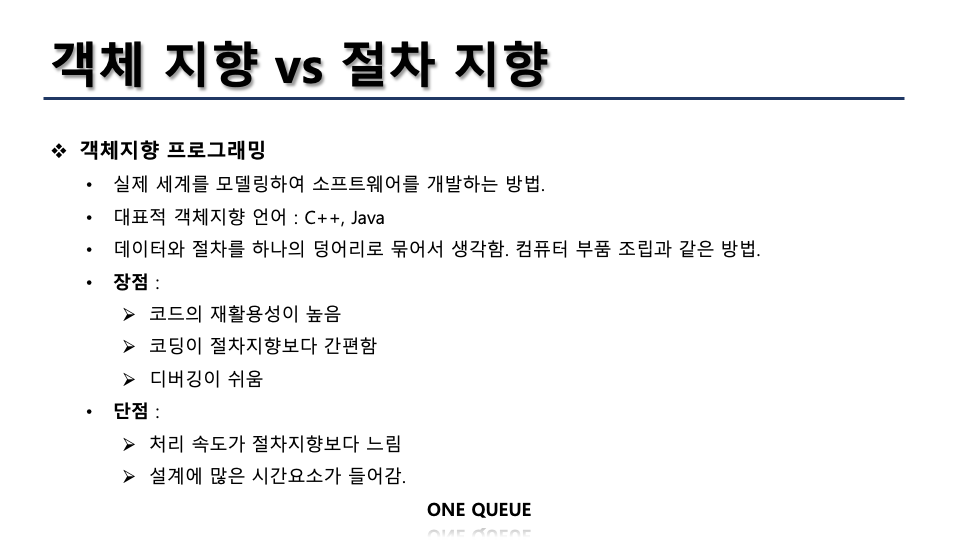 객체 지향 vs 절차 지향
❖ 객체지향 프로그래밍
• 실제 세계를 모델링하여 소프트웨어를 개발하는 방법.
• 대표적 객체지향 언어 : C++, Java
• 데이터와 절차를 하나의 덩어리로 묶어서 생각함. 컴퓨터 부품 조립과 같은 방법.
• 장점 :
➢ 코드의 재활용성이 높음
➢ 코딩이 절차지향보다 간편함
➢ 디버깅이 쉬움
• 단점 :
➢ 처리 속도가 절차지향보다 느림
➢ 설계에 많은 시간요소가 들어감.
ONE QUEUE